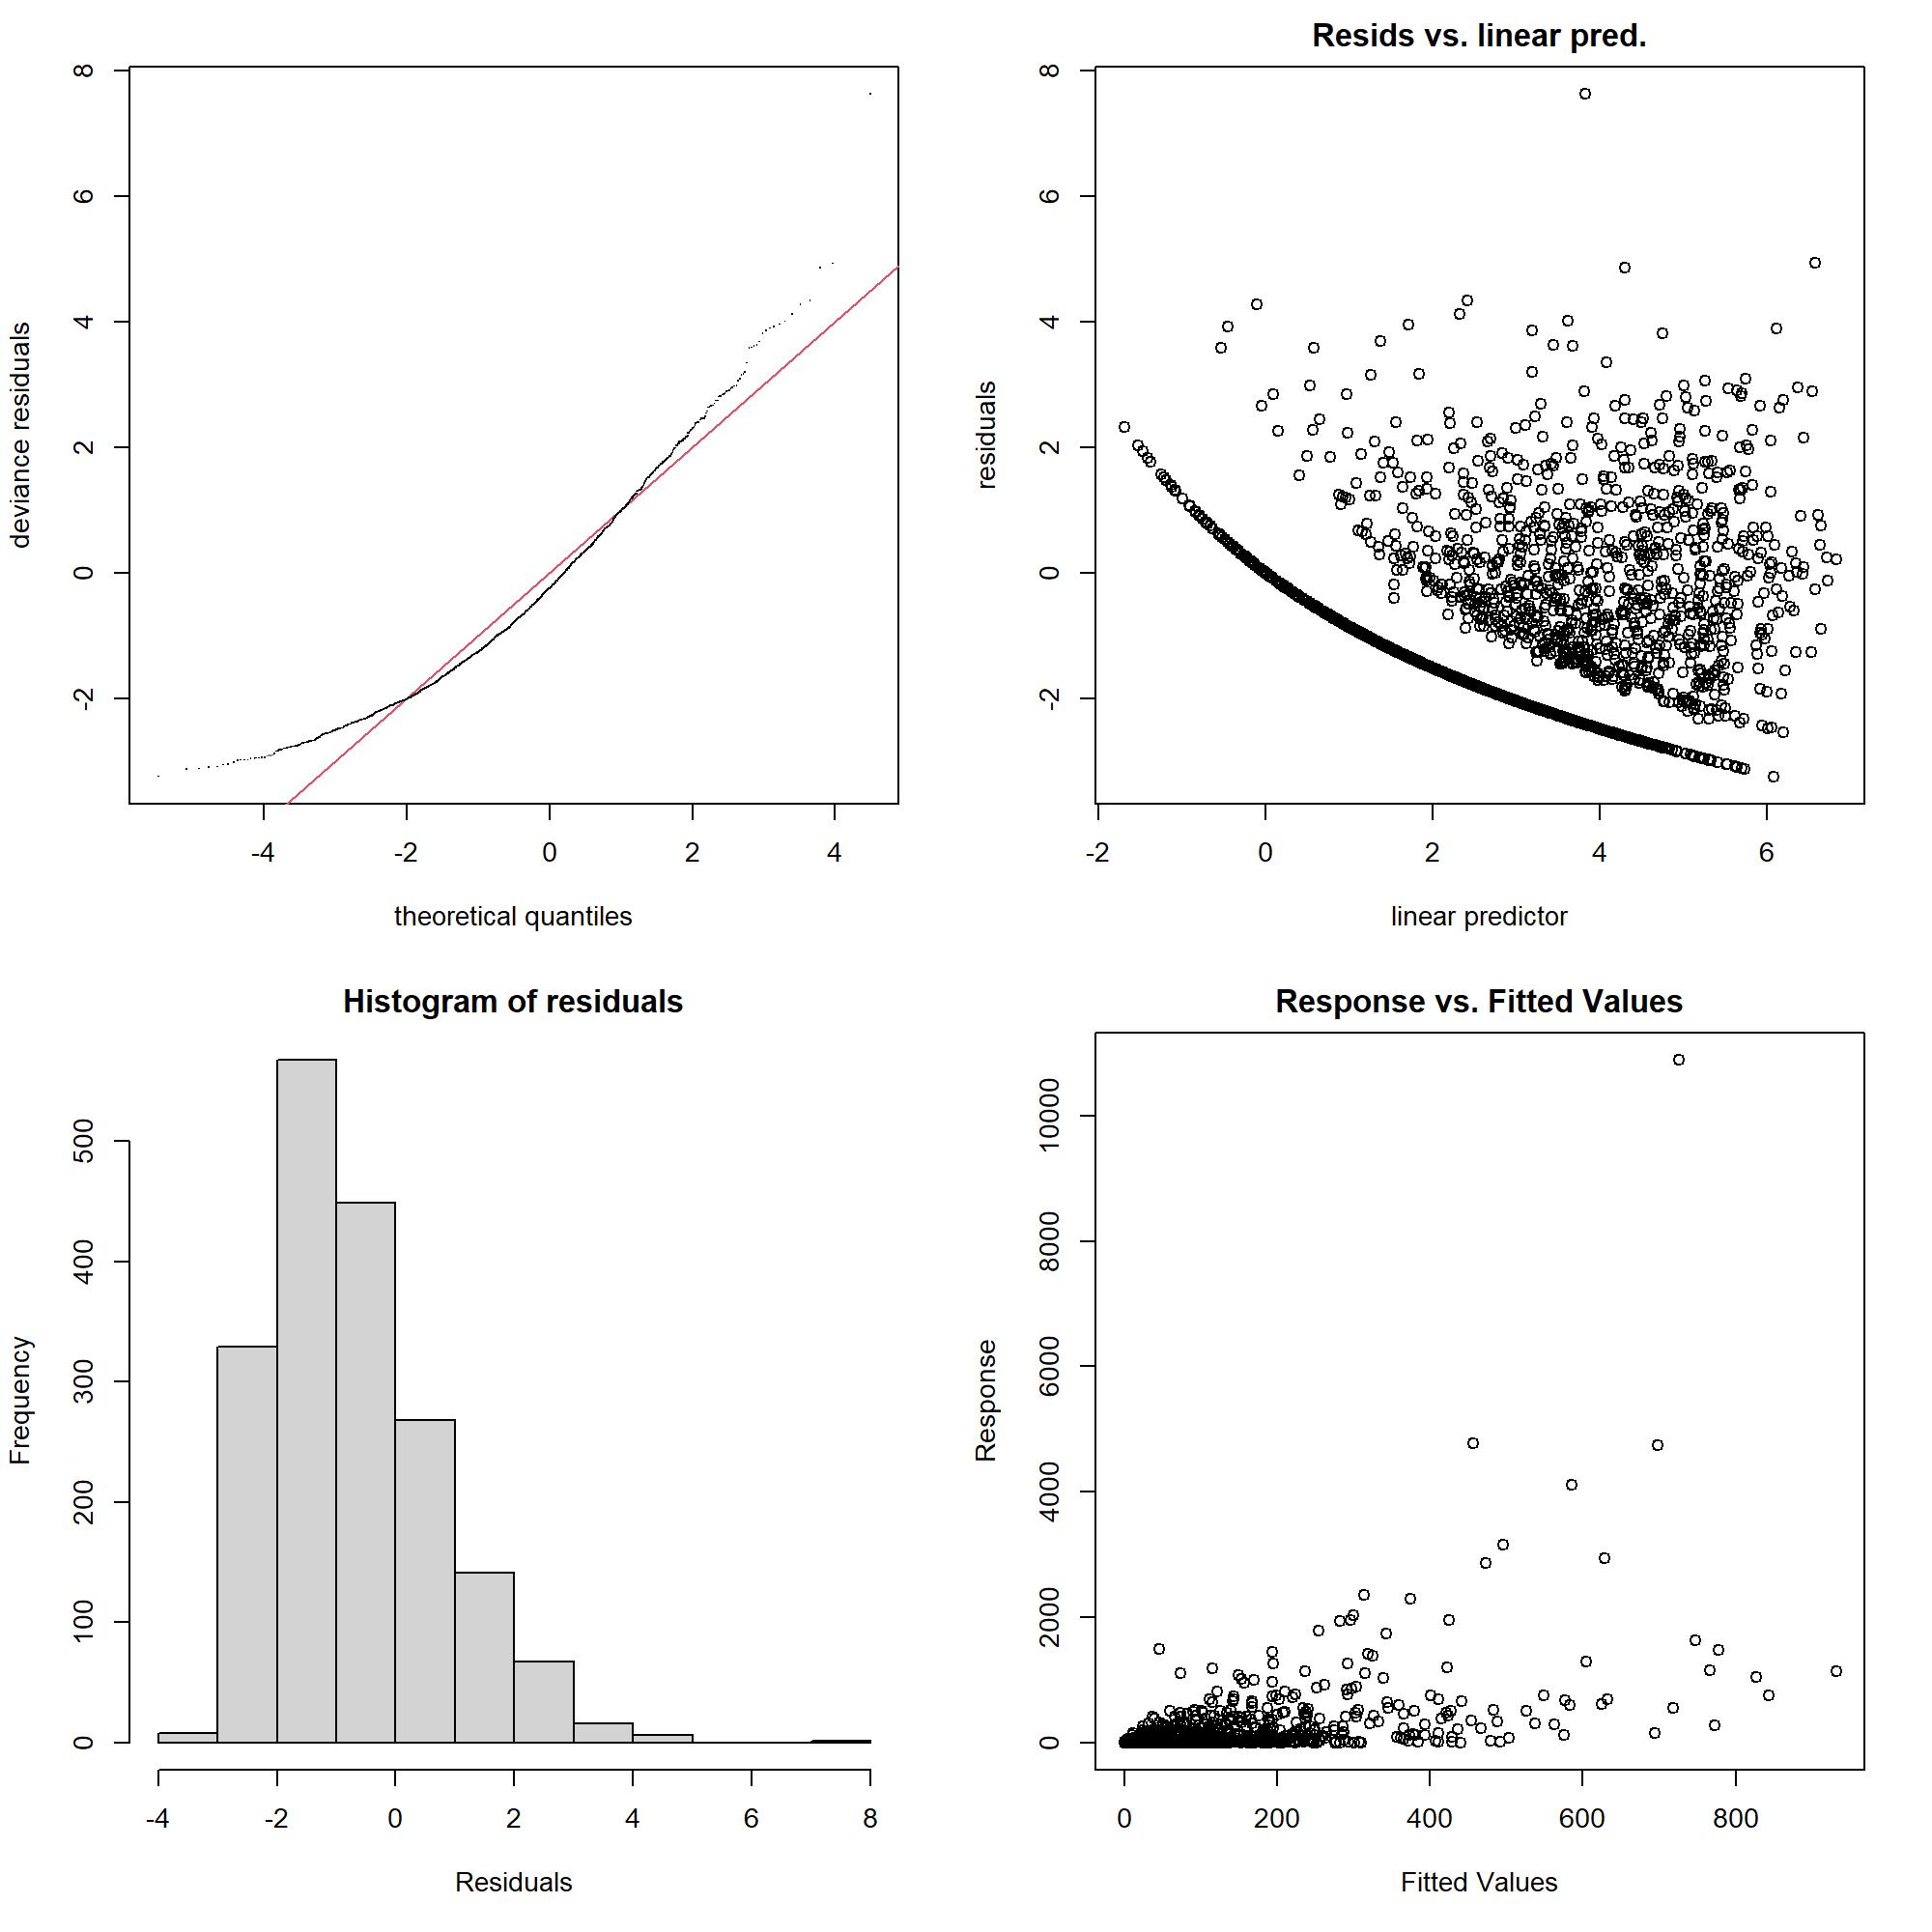 8
6
4
2
0
-2
deviance residuals
-4 -2 0 2 4
theoretical quantiles
Resids vs. linear pred.
8
6
4
2
0
-2
residuals
-2 0 2 4 6
linear predictor
Histogram of residuals
500
400
300
200
100
0
Frequency
-4 -2 0 2 4 6 8
Residuals
Response vs. Fitted Values
10000
8000
6000
4000
2000
0
Response
0 200 400 600 800
Fitted Values